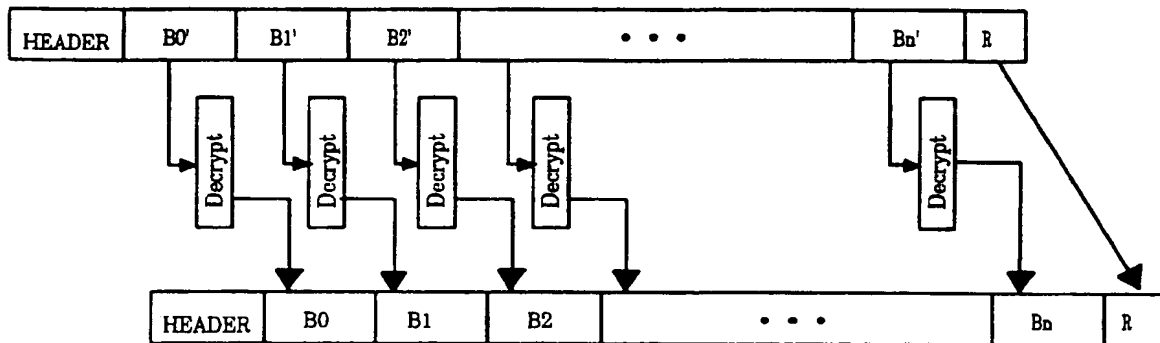 HEADER B0' B1' B2' • • • Bn' R
Decrypt Decrypt Decrypt Decrypt Decrypt
HEADER B0 B1 B2 • • • Bn R